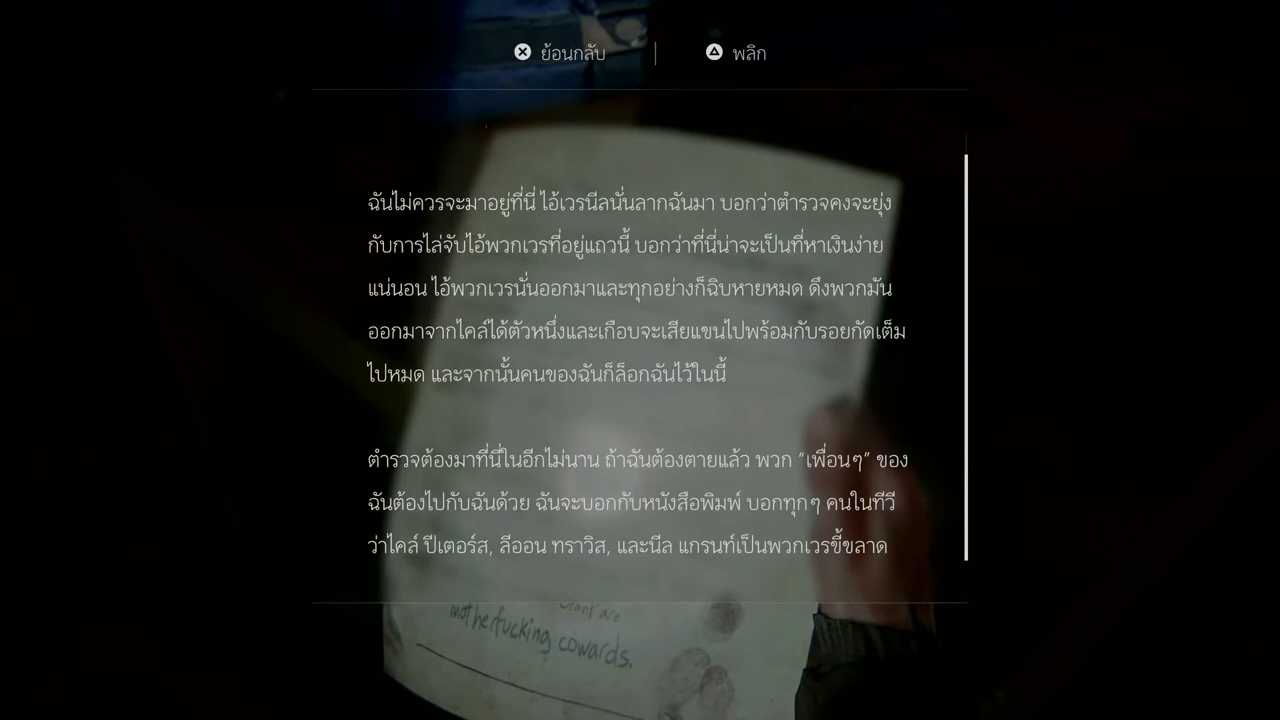 ย้อนกลับ | พลิก
ฉันไม่ควรจะมาอยู่ที่นี่ ไอ้เวรนีลนั่นลากฉันมา บอกว่าตำรวจคงจะยุ่ง
กับการไล่จับไอ้พวกเวรที่อยู่แถวนี้ บอกว่าที่นี่น่าจะเป็นที่หาเงินง่าย
แน่นอน ไอ้พวกเวรนั่นออกมาและทุกอย่างก็ฉิบหายหมด ดึงพวกมัน
ออกมาจากไคล์ได้ตัวหนึ่งและเกือบจะเสียแขนไปพร้อมกับรอยกัดเต็ม
ไปหมด และจากนั้นคนของฉันก็ล็อกฉันไว้ในนี้
ตำรวจต้องมาที่นี่ในอีกไม่นาน ถ้าฉันต้องตายแล้ว พวก “เพื่อนๆ” ของ
ฉันต้องไปกับฉันด้วย ฉันจะบอกกับหนังสือพิมพ์ บอกทุกๆ คนในทีวี
ว่าไคล์ ปีเตอร์ส, ลีออน ทราวิส, และนีล แกรนท์เป็นพวกเวรขี้ขลาด
Grant are
motherfucking cowards.